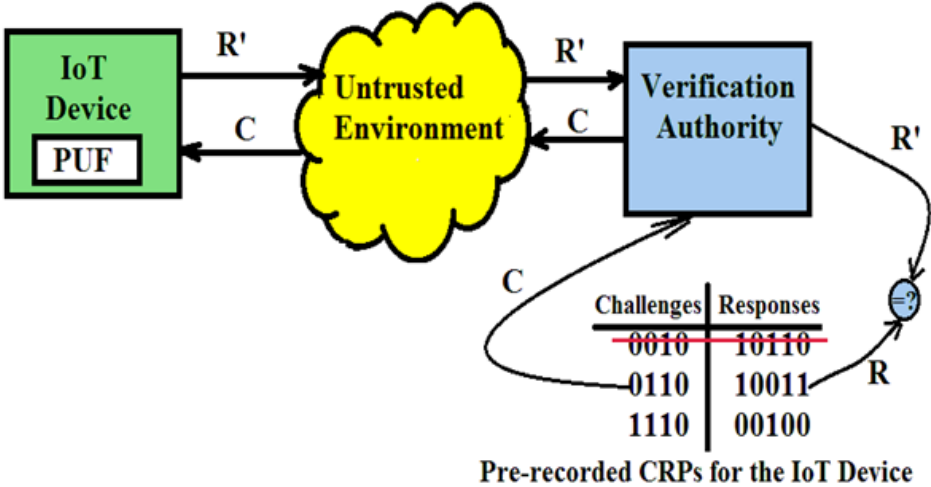 IoT
Device
PUF
R'
C
Untrusted
Environment
R'
C
Verification
Authority
R'
C
=?
R
Challenges Responses
0010 10110
0110 10011
1110 00100
Pre-recorded CRPs for the IoT Device